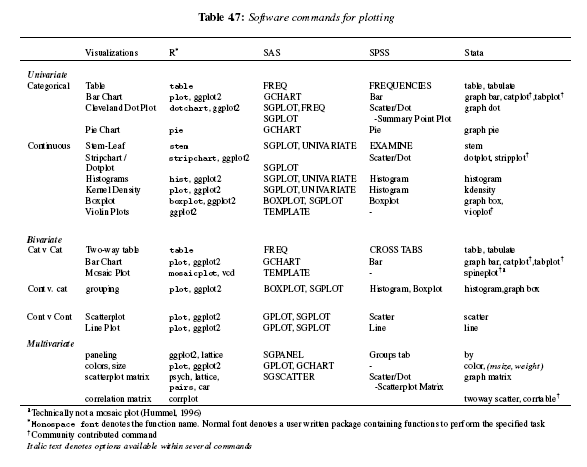 Table 4.7: Software commands for plotting
Visualizations R* SAS SPSS Stata
Univariate
Categorical Table table FREQ FREQUENCIES table, tabulate
Bar Chart plot, ggplot2 GCHART Bar graph bar, catplot†,tabplot†
Cleveland Dot Plot dotchart, ggplot2 SGPLOT,FREQ Scatter/Dot graph dot
SGPLOT -Summary Point Plot
Pie Chart pie GCHART Pie graph pie
Continuous Stem-Leaf stem SGPLOT, UNIVARIATE EXAMINE stem
Stripchart / stripchart, ggplot2 Scatter/Dot dotplot, stripplot†
Dotplot SGPLOT
Histograms hist, ggplot2 SGPLOT, UNIVARIATE Histogram histogram
Kernel Density plot, ggplot2 SGPLOT, UNIVARIATE Histogram kdensity
Boxplot boxplot, ggplot2 BOXPLOT, SGPLOT Boxplot graph box,
Violin Plots ggplot2 TEMPLATE - vioplot†
Bivariate
Cat v Cat Two-way table table FREQ CROSS TABS table, tabulate
Bar Chart plot, ggplot2 GCHART Bar graph bar, catplot†,tabplot†
Mosaic Plot mosaicplot, vcd TEMPLATE - spineplot†a
Cont v. cat grouping plot, ggplot2 BOXPLOT, SGPLOT Histogram, Boxplot histogram,graph box
Cont v Cont Scatterplot plot, ggplot2 GPLOT, SGPLOT Scatter scatter
Line Plot plot, ggplot2 GPLOT, SGPLOT Line line
Multivariate
paneling ggplot2, lattice SGPANEL Groups tab by
colors, size plot, ggplot2 GPLOT, GCHART - color, (msize, weight)
scatterplot matrix psych, lattice, SGSCATTER Scatter/Dot graph matrix
pairs, car -Scatterplot Matrix
correlation matrix corrplot twoway scatter, corrtable†
a Technically not a mosaic plot (Hummel, 1996)
* Monospace font denotes the function name. Normal font denotes a user written package containing functions to perform the specified task
† Community contributed command
Italic text denotes options available within several commands